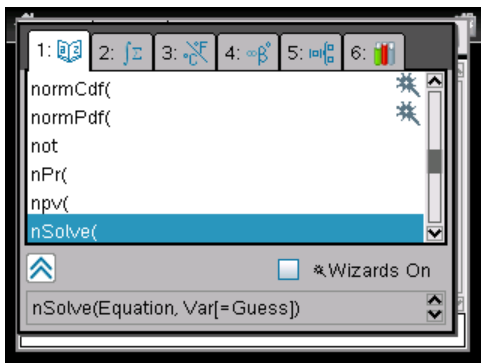 1: 2: ∫Σ 3: °C°F 4: ∞β° 5: 6:
normCdf(
normPdf(
not
nPr(
npv(
nSolve(
Wizards On
nSolve(Equation, Var[=Guess])